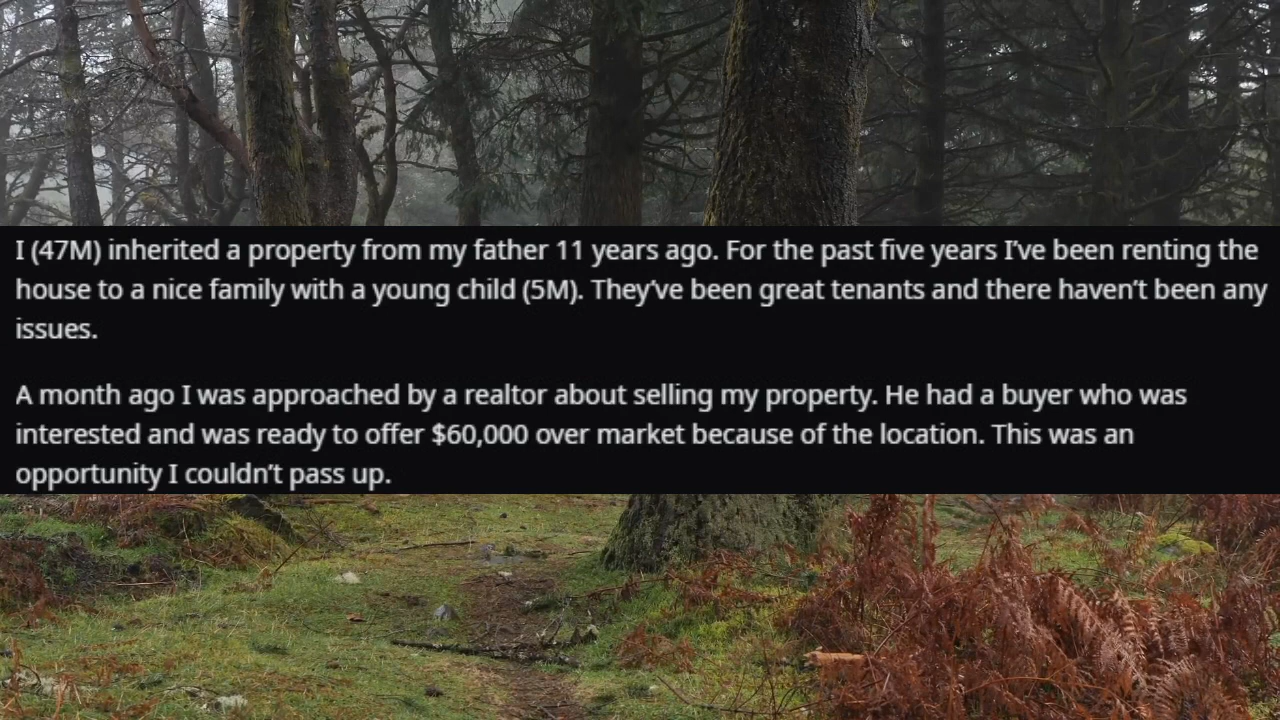 I (47M) inherited a property from my father 11 years ago. For the past five years I’ve been renting the
house to a nice family with a young child (5M). They’ve been great tenants and there haven’t been any
issues.
A month ago I was approached by a realtor about selling my property. He had a buyer who was
interested and was ready to offer $60,000 over market because of the location. This was an
opportunity I couldn’t pass up.